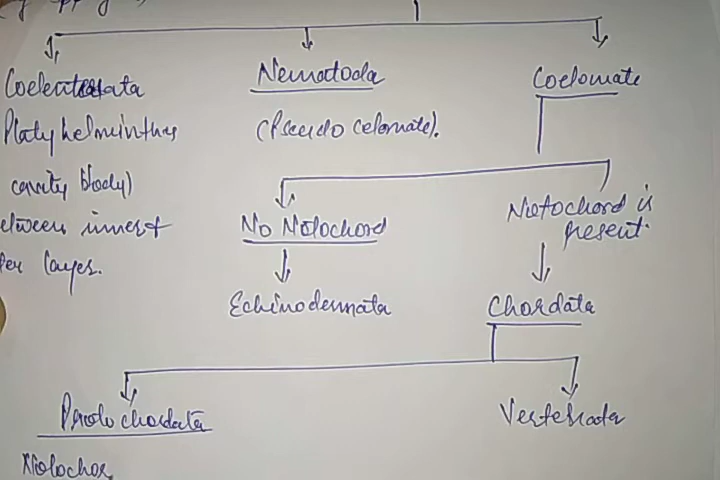 Coelenterata
Nematoda
Coelomate
Platyhelminthes
(Pseudo celomate).
cavity body)
No Notochord
Notochord is
present.
etween inner &
ter layes.
Echinodermata
Chordata
Protochordata
Vertebrata
Notochor